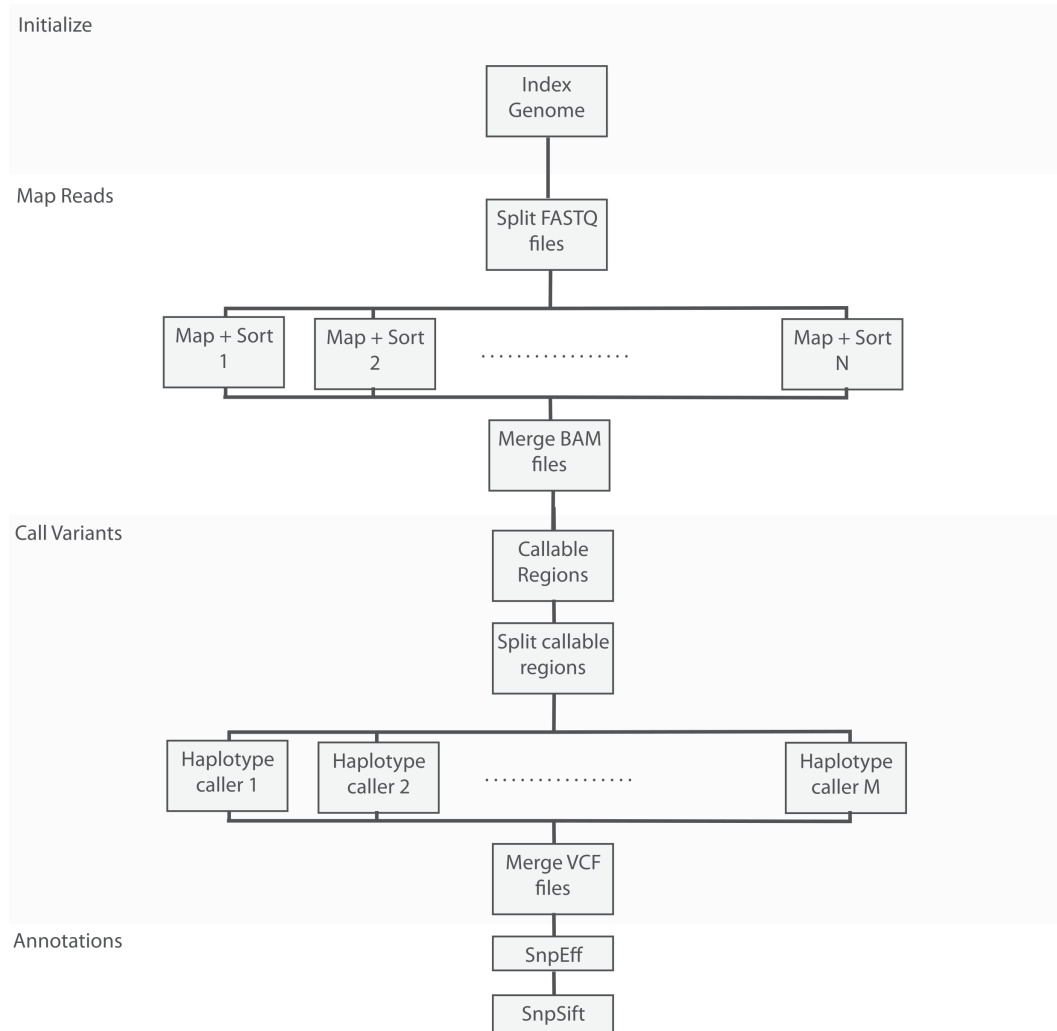 Initialize
Index
Genome
Map Reads
Split FASTQ
files
Map + Sort
1
Map + Sort
2
.................
Map + Sort
N
Merge BAM
files
Call Variants
Callable
Regions
Split callable
regions
Haplotype
caller 1
Haplotype
caller 2
.................
Haplotype
caller M
Merge VCF
files
Annotations
SnpEff
SnpSift